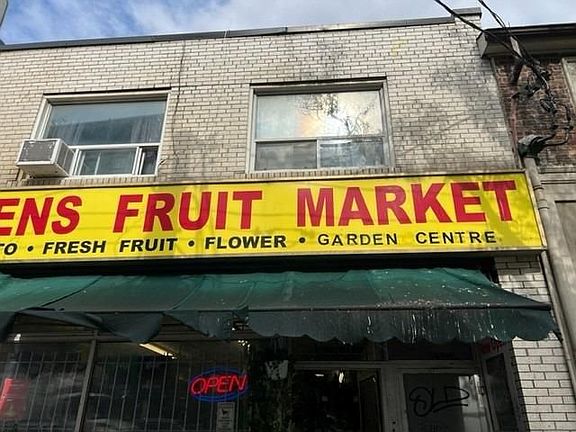 ENS FRUIT MARKET
TO • FRESH FRUIT • FLOWER • GARDEN CENTRE
OPEN